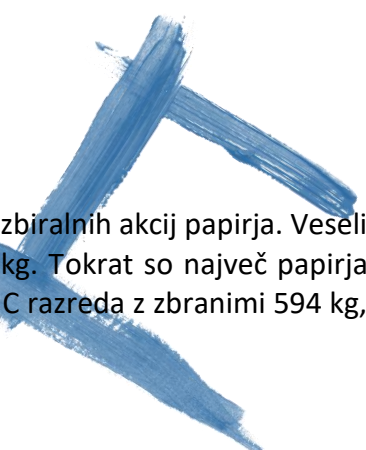 zbiralnih akcij papirja. Veseli
kg. Tokrat so največ papirja
C razreda z zbranimi 594 kg,